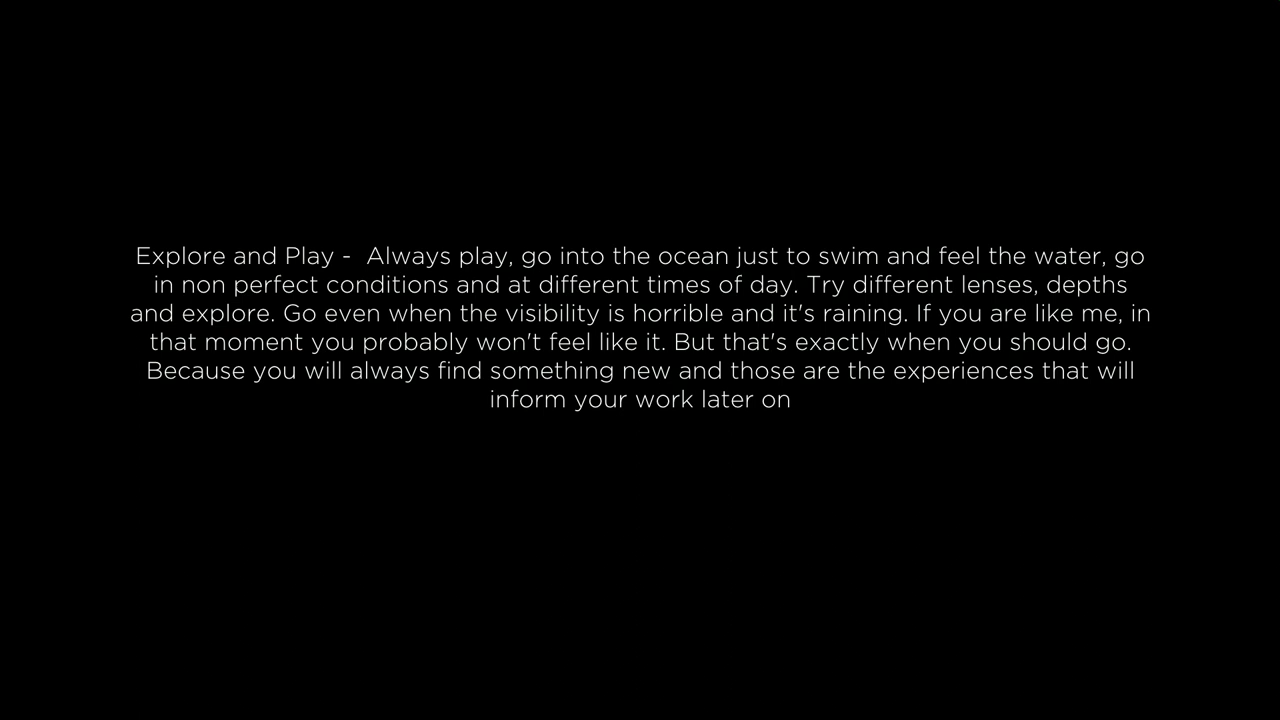 Explore and Play -  Always play, go into the ocean just to swim and feel the water, go
in non perfect conditions and at different times of day. Try different lenses, depths
and explore. Go even when the visibility is horrible and it's raining. If you are like me, in
that moment you probably won't feel like it. But that's exactly when you should go.
Because you will always find something new and those are the experiences that will
inform your work later on